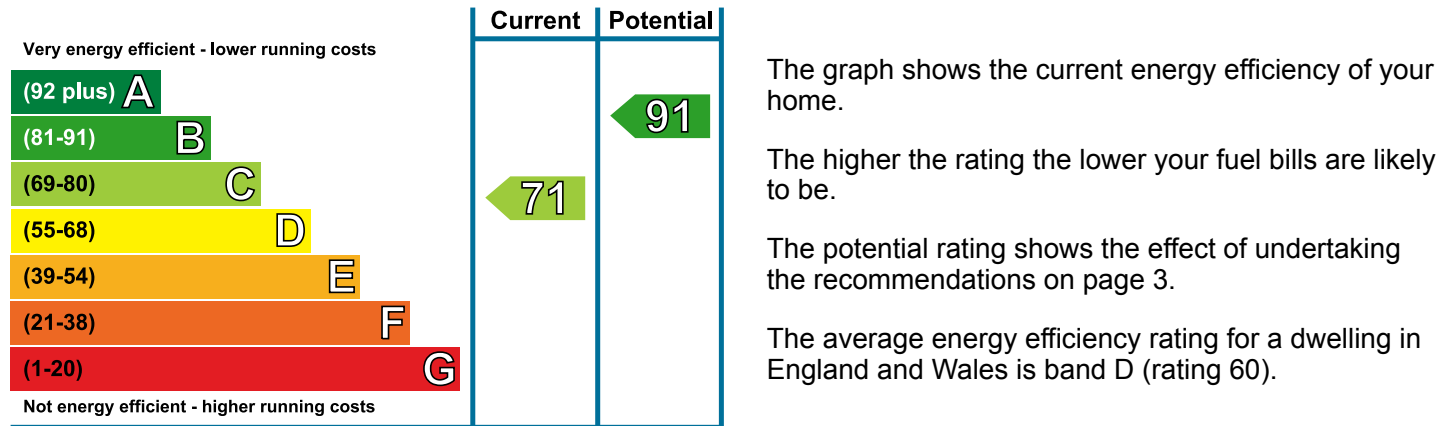 Current Potential
Very energy efficient - lower running costs
(92 plus) A
(81-91) B
(69-80) C
(55-68) D
(39-54) E
(21-38) F
(1-20) G
Not energy efficient - higher running costs
71
91
The graph shows the current energy efficiency of your
home.
The higher the rating the lower your fuel bills are likely
to be.
The potential rating shows the effect of undertaking
the recommendations on page 3.
The average energy efficiency rating for a dwelling in
England and Wales is band D (rating 60).